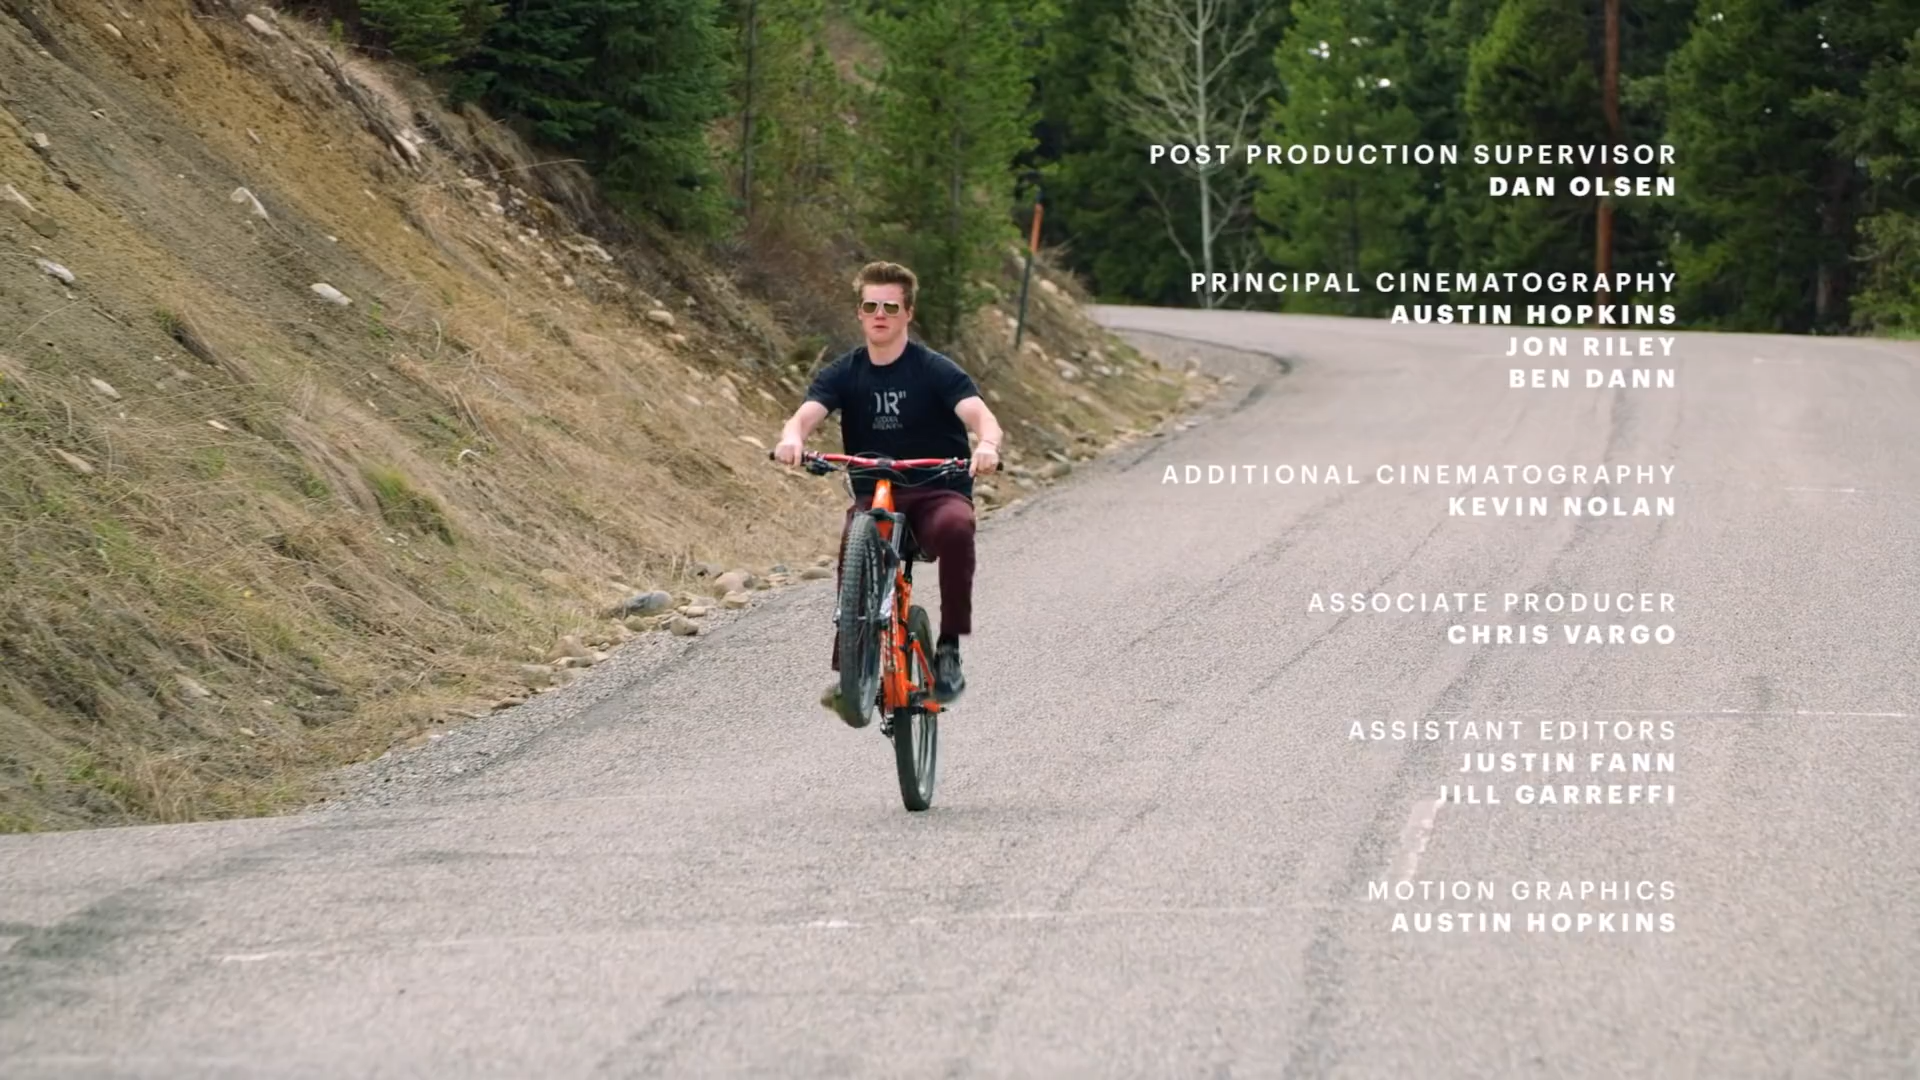 POST PRODUCTION SUPERVISOR
DAN OLSEN
PRINCIPAL CINEMATOGRAPHY
AUSTIN HOPKINS
JON RILEY
BEN DANN
ADDITIONAL CINEMATOGRAPHY
KEVIN NOLAN
ASSOCIATE PRODUCER
CHRIS VARGO
ASSISTANT EDITORS
JUSTIN FANN
JILL GARREFFI
MOTION GRAPHICS
AUSTIN HOPKINS